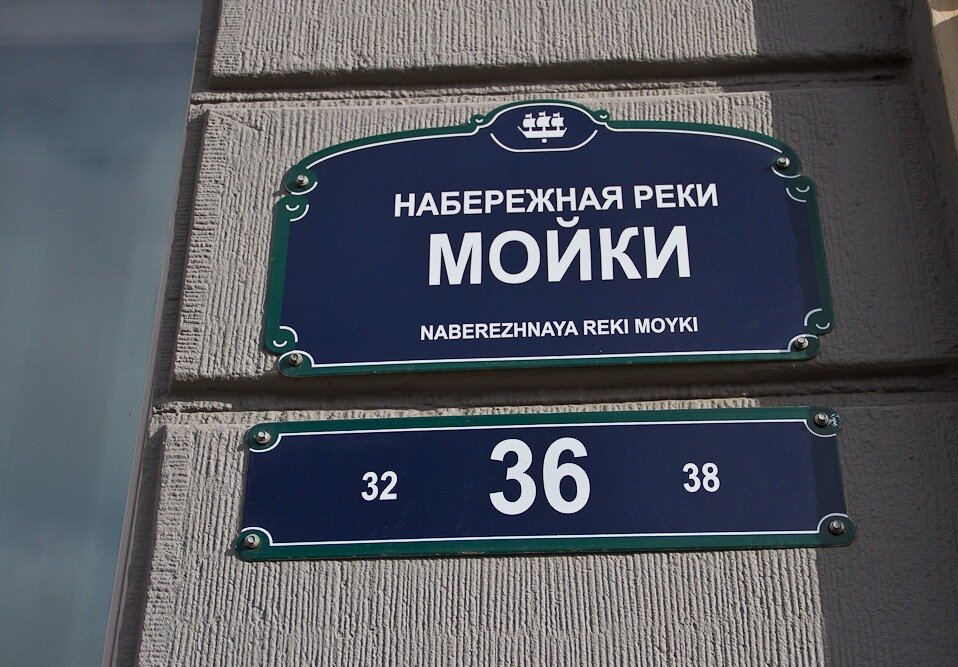 НАБЕРЕЖНАЯ РЕКИ
МОЙКИ
NABEREZHNAYA REKI MOYKI
32 36 38